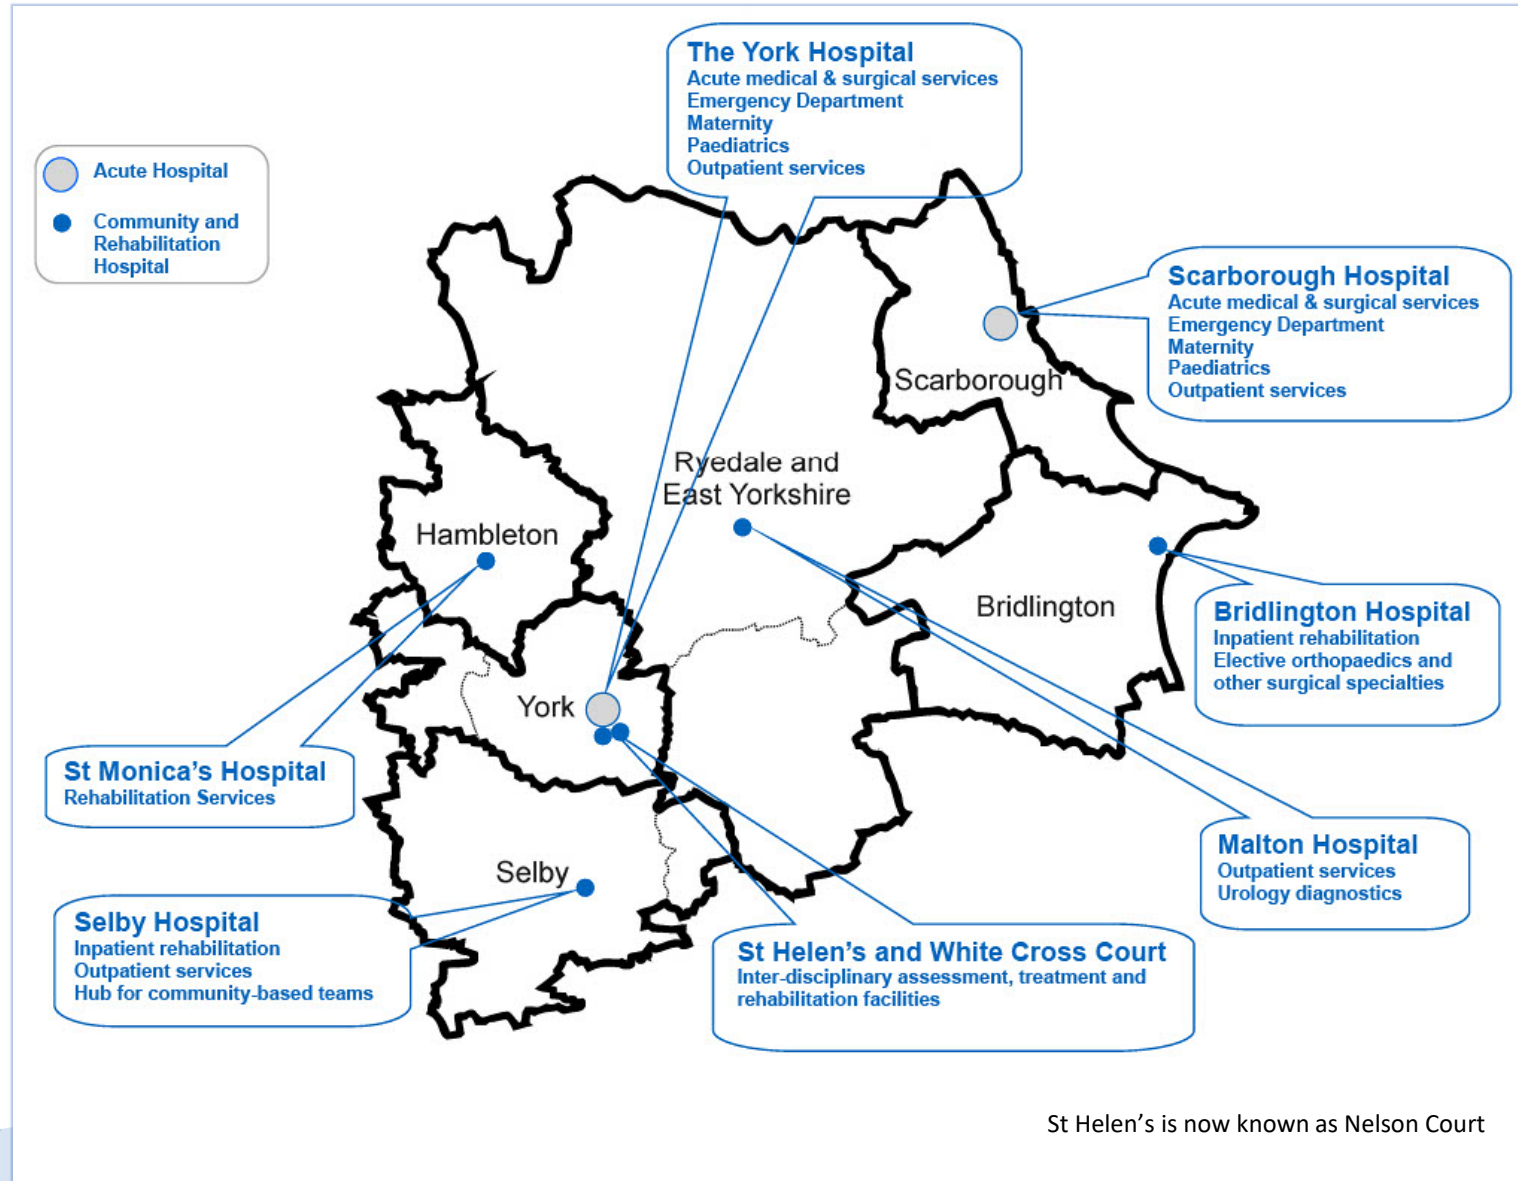 The York Hospital
Acute medical & surgical services
Emergency Department
Maternity
Paediatrics
Outpatient services
Acute Hospital
Community and
Rehabilitation
Hospital
Scarborough Hospital
Acute medical & surgical services
Emergency Department
Maternity
Paediatrics
Outpatient services
Scarborough
Ryedale and
East Yorkshire
Hambleton
Bridlington
Bridlington Hospital
Inpatient rehabilitation
Elective orthopaedics and
other surgical specialties
York
St Monica’s Hospital
Rehabilitation Services
Malton Hospital
Outpatient services
Urology diagnostics
Selby
Selby Hospital
Inpatient rehabilitation
Outpatient services
Hub for community-based teams
St Helen’s and White Cross Court
Inter-disciplinary assessment, treatment and
rehabilitation facilities
St Helen’s is now known as Nelson Court